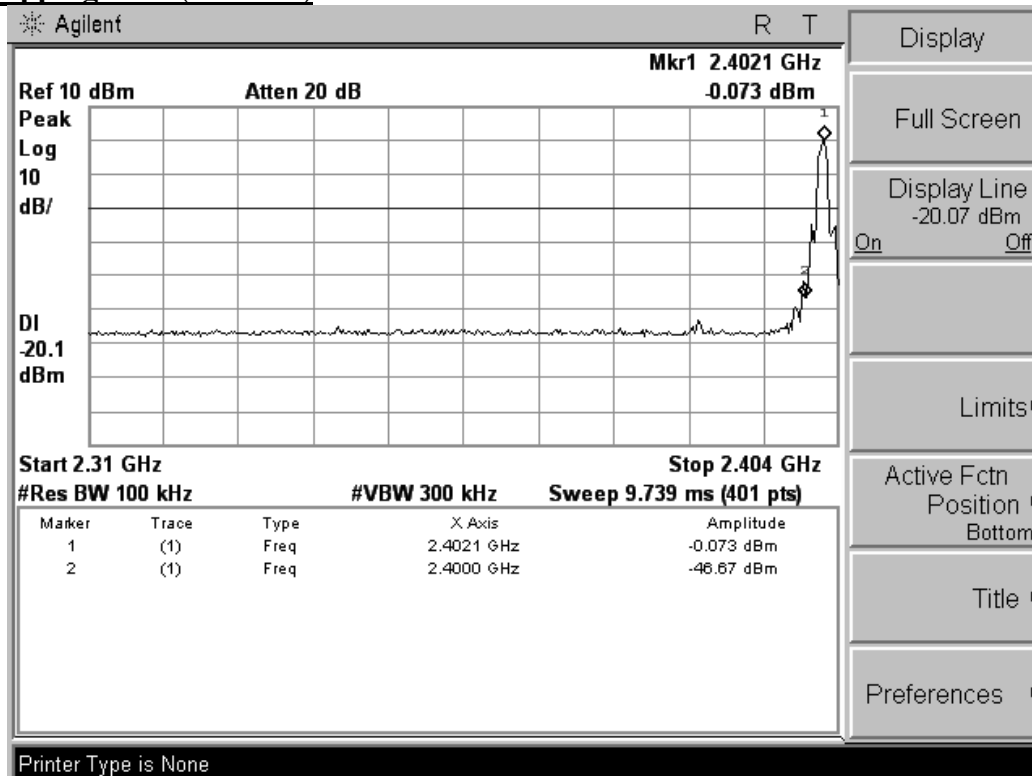 Agilent R T
Mkr1 2.4021 GHz
Ref 10 dBm Atten 20 dB -0.073 dBm
Peak
Log
10
dB/
1
2
DI
-20.1
dBm
Start 2.31 GHz Stop 2.404 GHz
#Res BW 100 kHz #VBW 300 kHz Sweep 9.739 ms (401 pts)
Marker Trace Type X Axis Amplitude
1 (1) Freq 2.4021 GHz -0.073 dBm
2 (1) Freq 2.4000 GHz -46.67 dBm
Display
Full Screen
Display Line
-20.07 dBm
On Off
Limits
Active Fctn
Position
Bottom
Title
Preferences
Printer Type is None